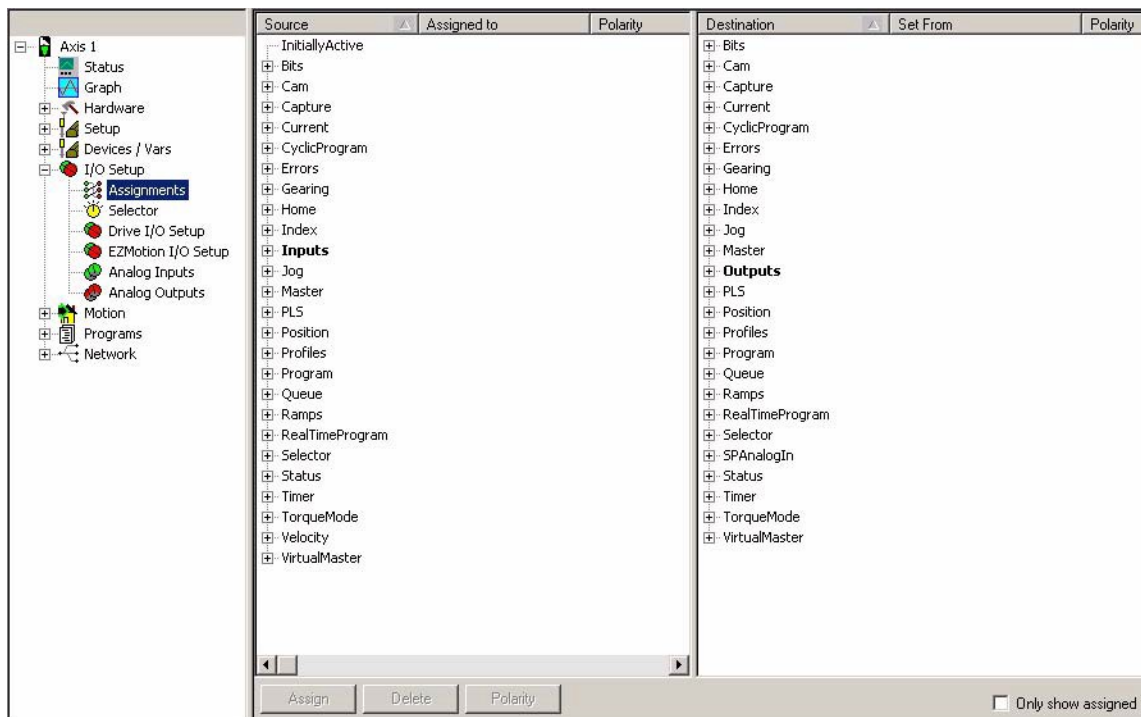 Axis 1
Status
Graph
Hardware
Setup
Devices / Vars
I/O Setup
Assignments
Selector
Drive I/O Setup
EZMotion I/O Setup
Analog Inputs
Analog Outputs
Motion
Programs
Network
Source Assigned to Polarity
InitiallyActive
Bits
Cam
Capture
Current
CyclicProgram
Errors
Gearing
Home
Index
Inputs
Jog
Master
PLS
Position
Profiles
Program
Queue
Ramps
RealTimeProgram
Selector
Status
Timer
TorqueMode
Velocity
VirtualMaster
Destination Set From Polarity
Bits
Cam
Capture
Current
CyclicProgram
Errors
Gearing
Home
Index
Jog
Master
Outputs
PLS
Position
Profiles
Program
Queue
Ramps
RealTimeProgram
Selector
SPAnalogIn
Status
Timer
TorqueMode
VirtualMaster
Assign Delete Polarity
Only show assigned